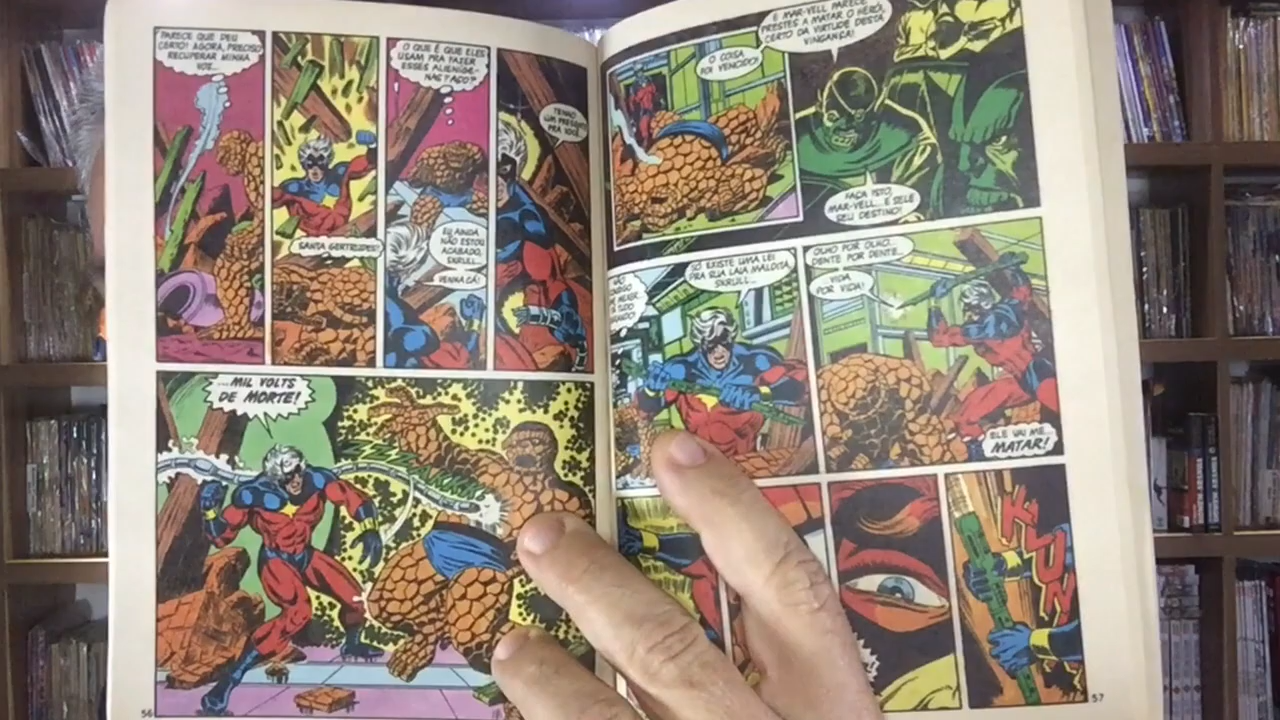 PARECE QUE DEU
CERTO! AGORA, PRECISO
RECUPERAR MINHA
VOZ...
SANTA GERTRUDES!
O QUE É QUE ELES
USAM PRA FAZER
ESSES ALIENÍGE-
NAS? AÇO?
EU AINDA
NÃO ESTOU
ACABADO,
SKRULL...
VENHA CÁ!
TENHO
UM PRESENTE
PRA VOCÊ...
...MIL VOLTS
DE MORTE!
56
O COISA
FOI VENCIDO!
E MAR-VELL PARECE
PRESTES A MATAR O HERÓI,
CERTO DA VIRTUDE DESTA
VINGANÇA!
FAÇA ISTO,
MAR-VELL... E SELE
SEU DESTINO!
SÓ EXISTE UMA LEI
PRA SUA LAIA MALDITA,
SKRULL...
OLHO POR OLHO...
DENTE POR DENTE...
...VIDA
POR VIDA!
ELE VAI ME...
MATAR!
57